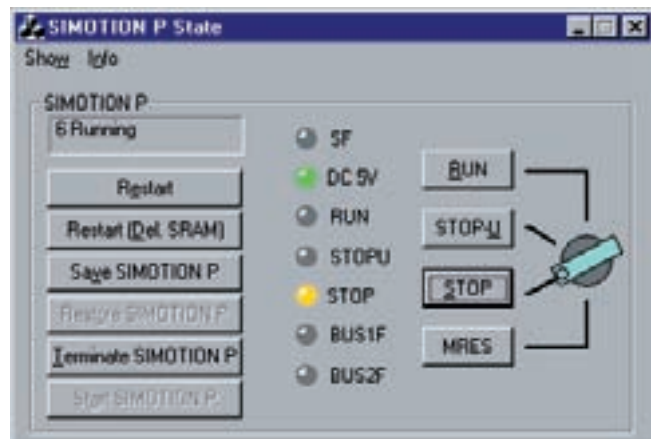 SIMOTION P State
Show Info
SIMOTION P
6 Running
Restart
Restart (Del. SRAM)
Save SIMOTION P
Restore SIMOTION P
Terminate SIMOTION P
Start SIMOTION P
SF
DC 5V
RUN
STOPU
STOP
BUS1F
BUS2F
RUN
STOP-U
STOP
MRES